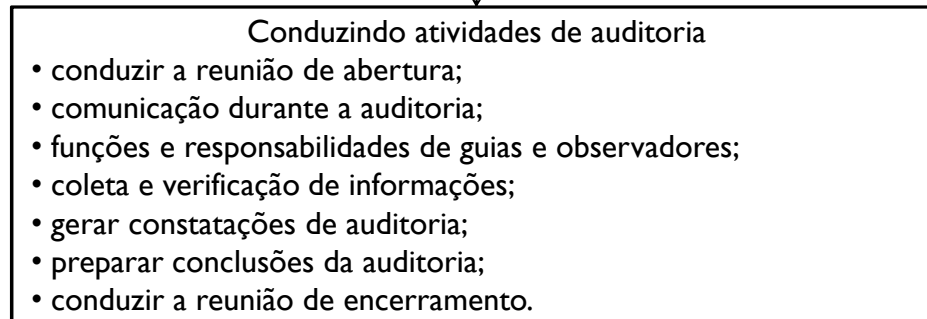 Conduzindo atividades de auditoria
• conduzir a reunião de abertura;
• comunicação durante a auditoria;
• funções e responsabilidades de guias e observadores;
• coleta e verificação de informações;
• gerar constatações de auditoria;
• preparar conclusões da auditoria;
• conduzir a reunião de encerramento.